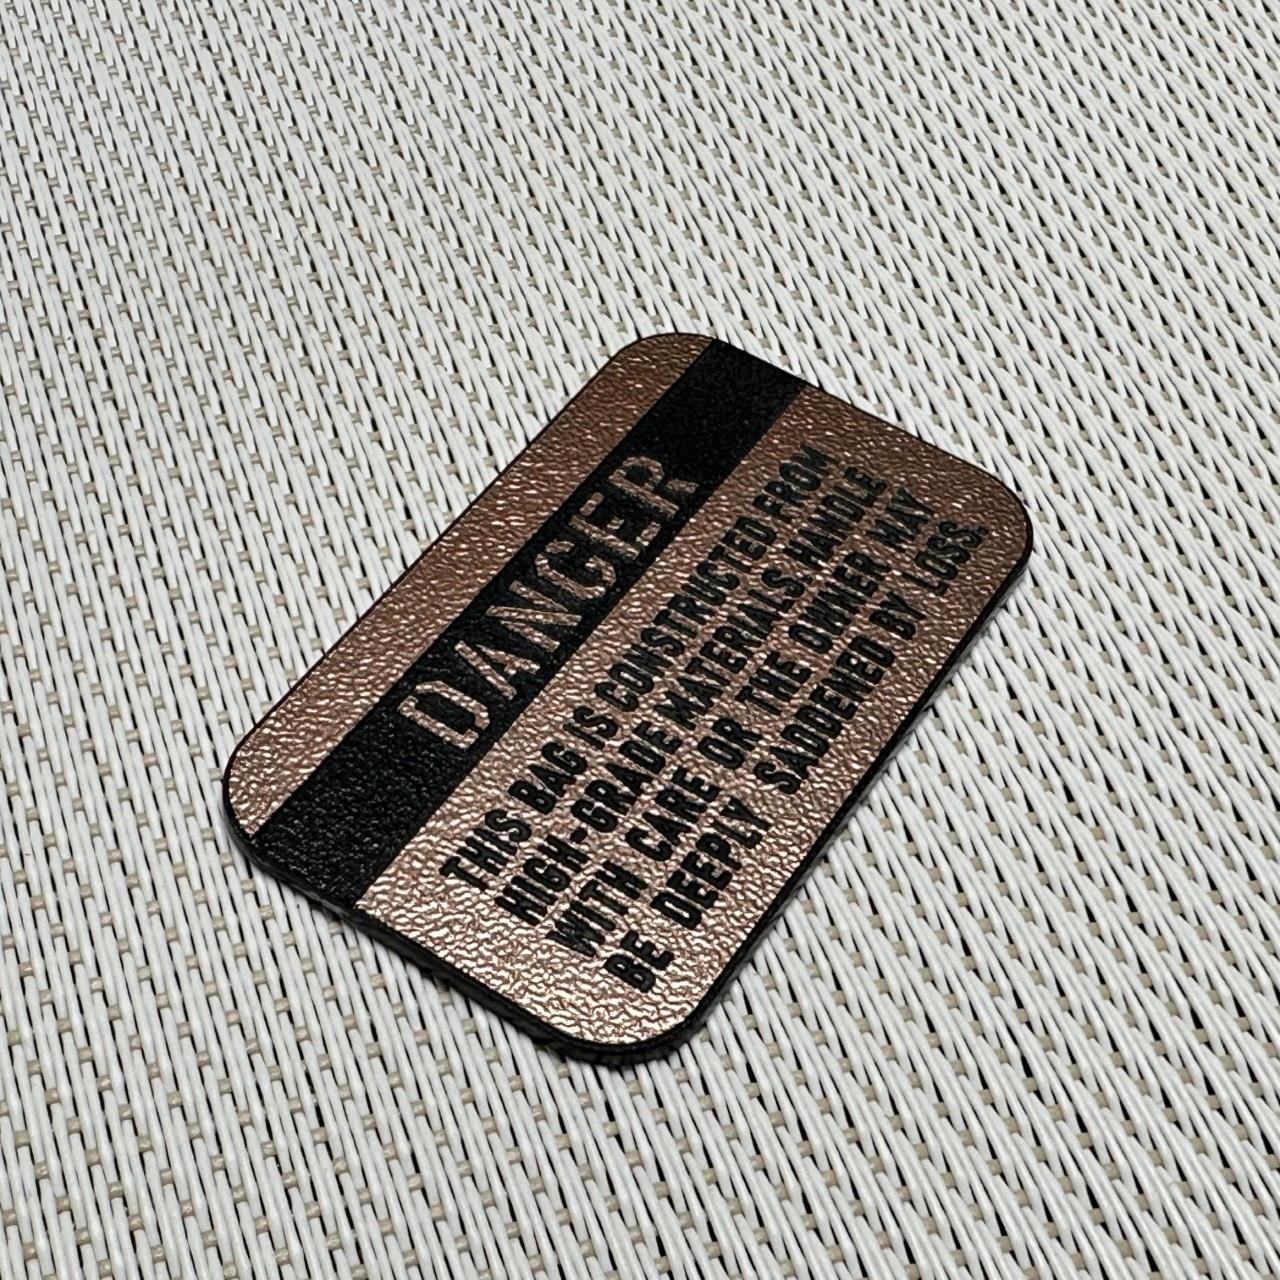 DANGER
THIS BAG IS CONSTRUCTED FROM
HIGH-GRADE MATERIALS. HANDLE
WITH CARE OR THE OWNER MAY
BE DEEPLY SADDENED BY LOSS.